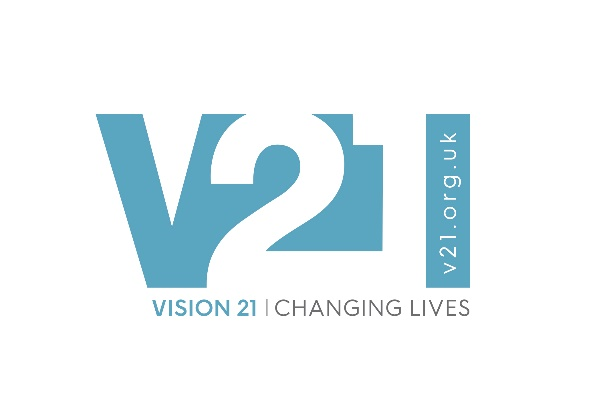 V21
v21.org.uk
VISION 21 | CHANGING LIVES